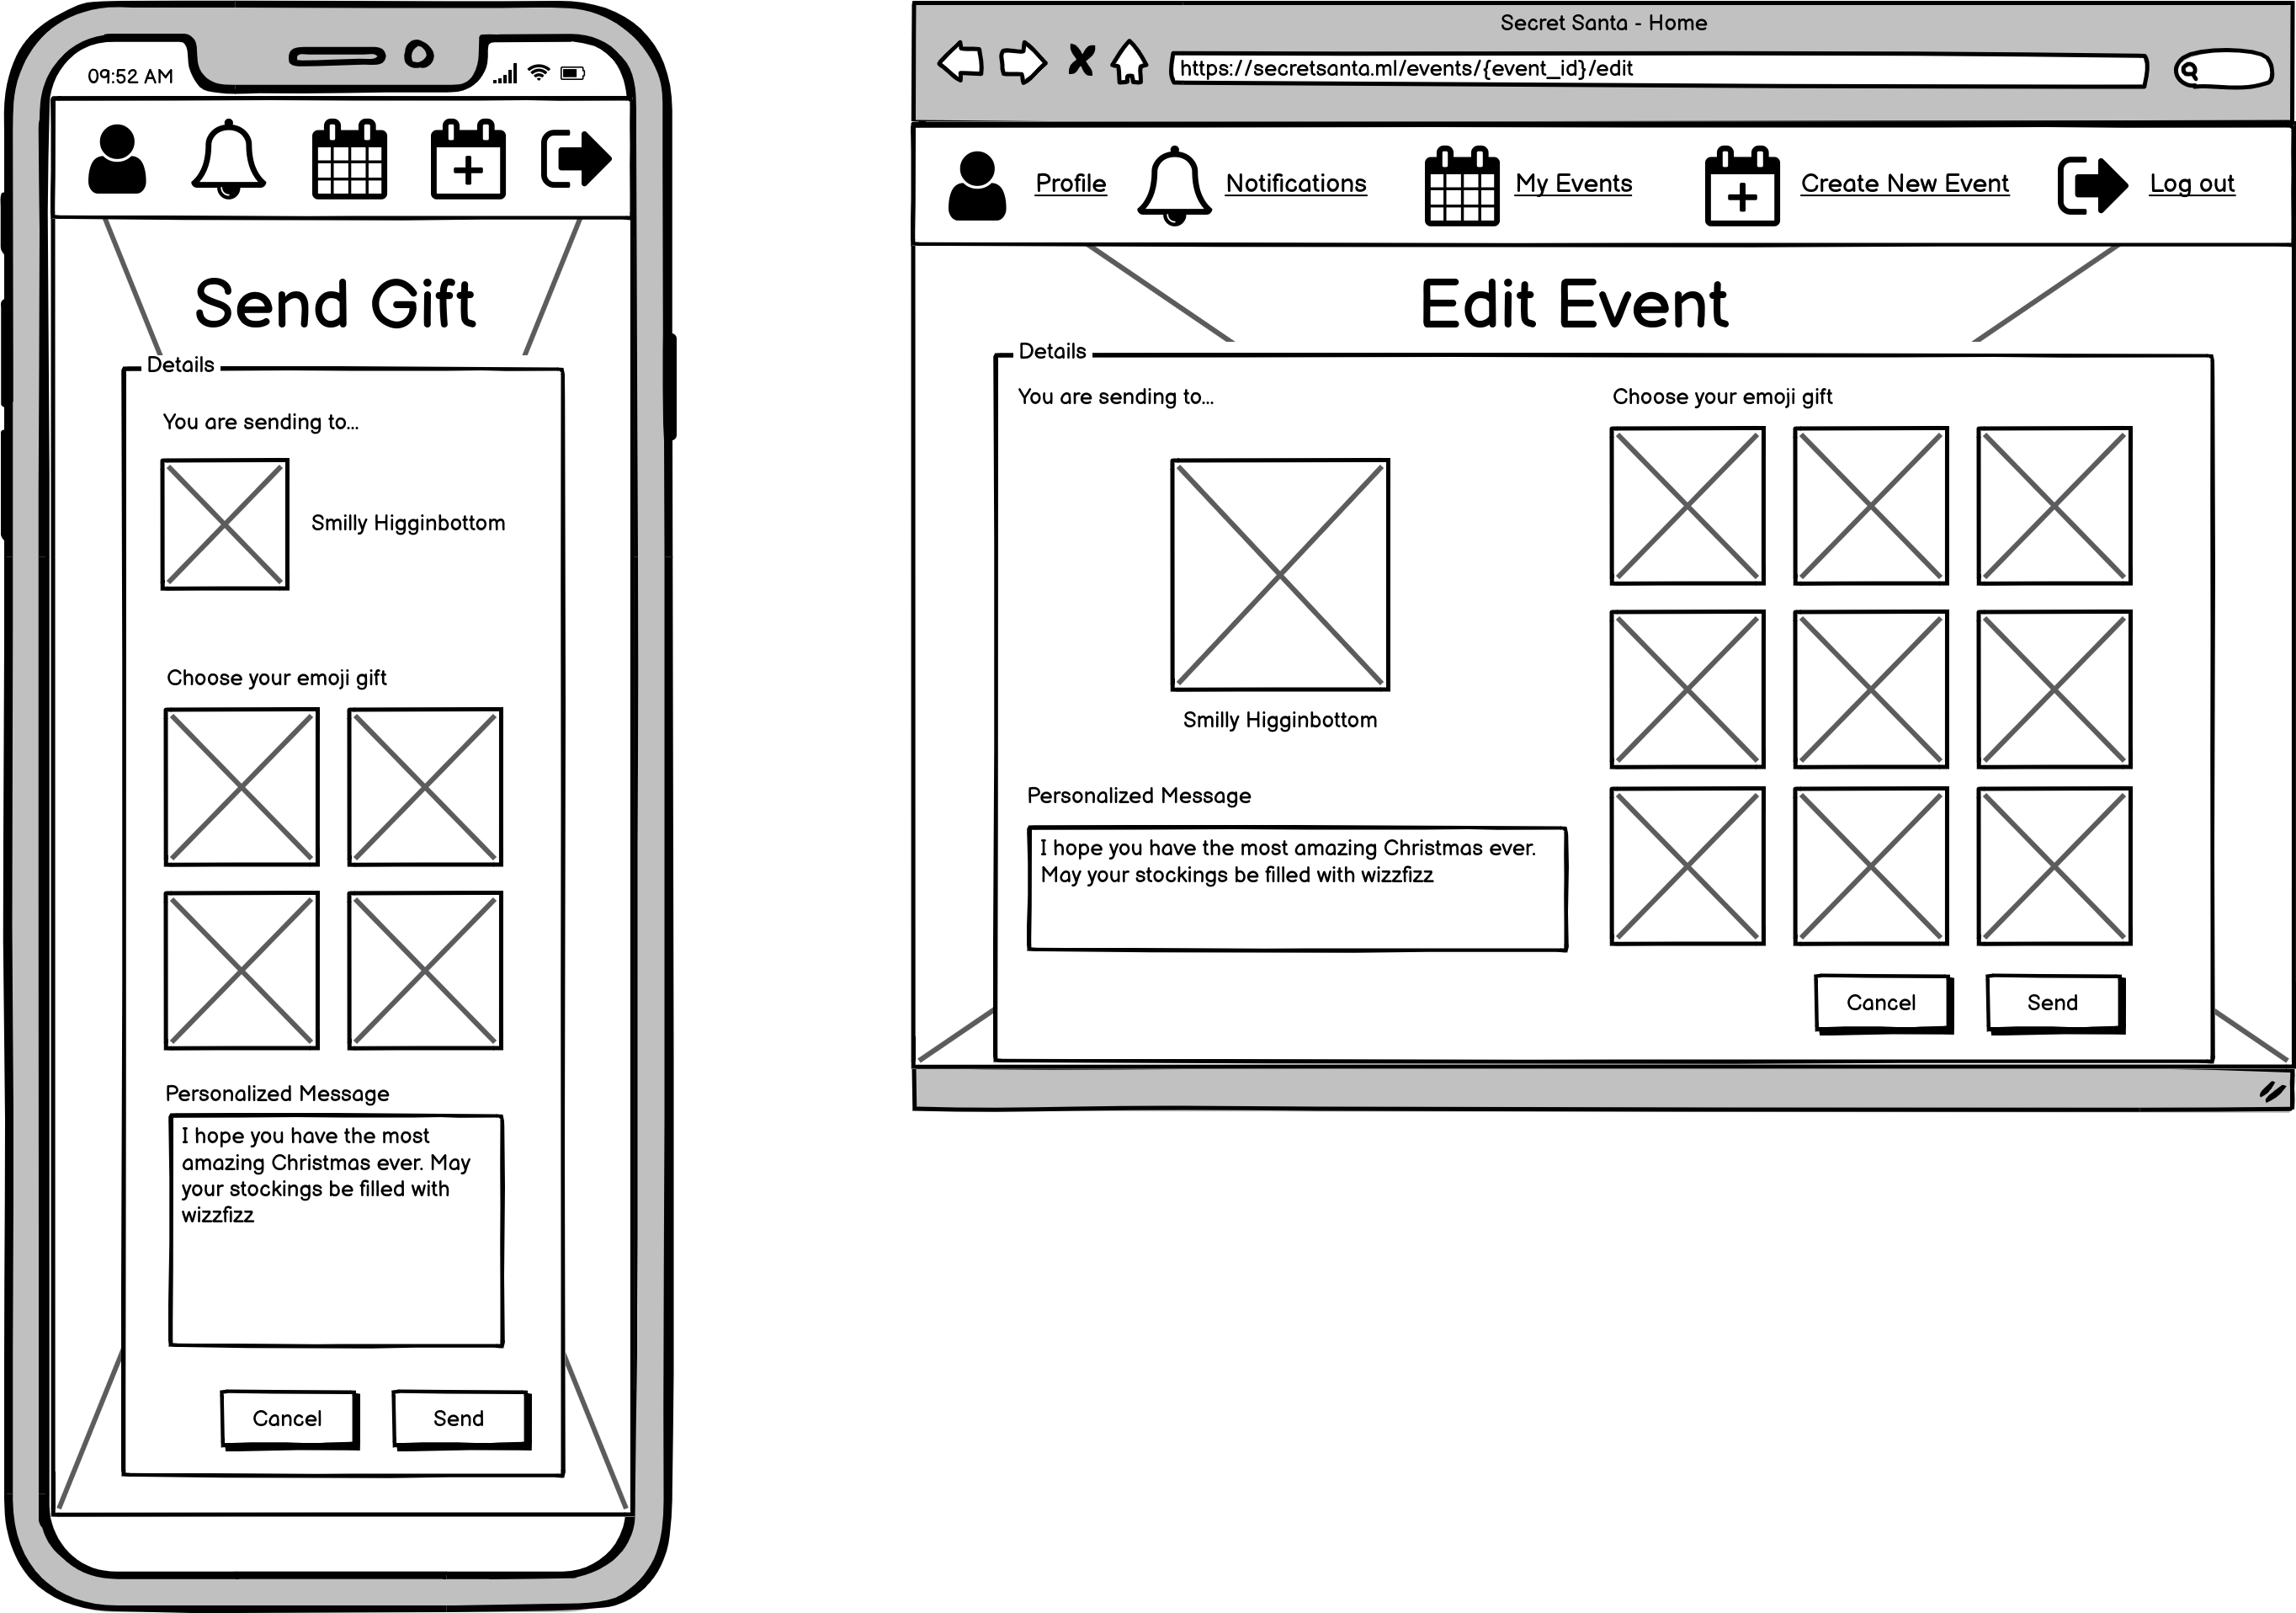 09:52 AM
Send Gift
Details
You are sending to...
Smilly Higginbottom
Choose your emoji gift
Personalized Message
I hope you have the most
amazing Christmas ever. May
your stockings be filled with
wizzfizz
Cancel
Send
Secret Santa - Home
https://secretsanta.ml/events/{event_id}/edit
Profile
Notifications
My Events
Create New Event
Log out
Edit Event
Details
You are sending to...
Smilly Higginbottom
Personalized Message
I hope you have the most amazing Christmas ever.
May your stockings be filled with wizzfizz
Choose your emoji gift
Cancel
Send